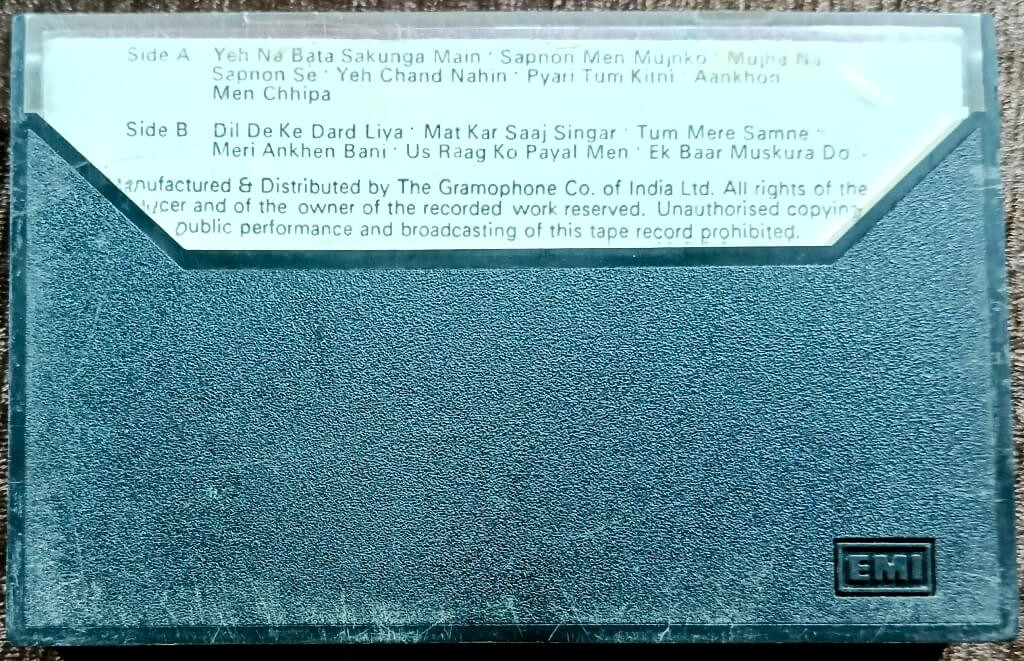 Side A Yeh Na Bata Sakunga Main · Sapnon Men Mujhko · Mujhe Na
Sapnon Se · Yeh Chand Nahin · Pyari Tum Kitni · Aankhon
Men Chhipa
Side B Dil De Ke Dard Liya · Mat Kar Saaj Singar · Tum Mere Samne ·
Meri Ankhen Bani · Us Raag Ko Payal Men · Ek Baar Muskura Do ·
anufactured & Distributed by The Gramophone Co. of India Ltd. All rights of the
ucer and of the owner of the recorded work reserved. Unauthorised copying
public performance and broadcasting of this tape record prohibited.
EMI